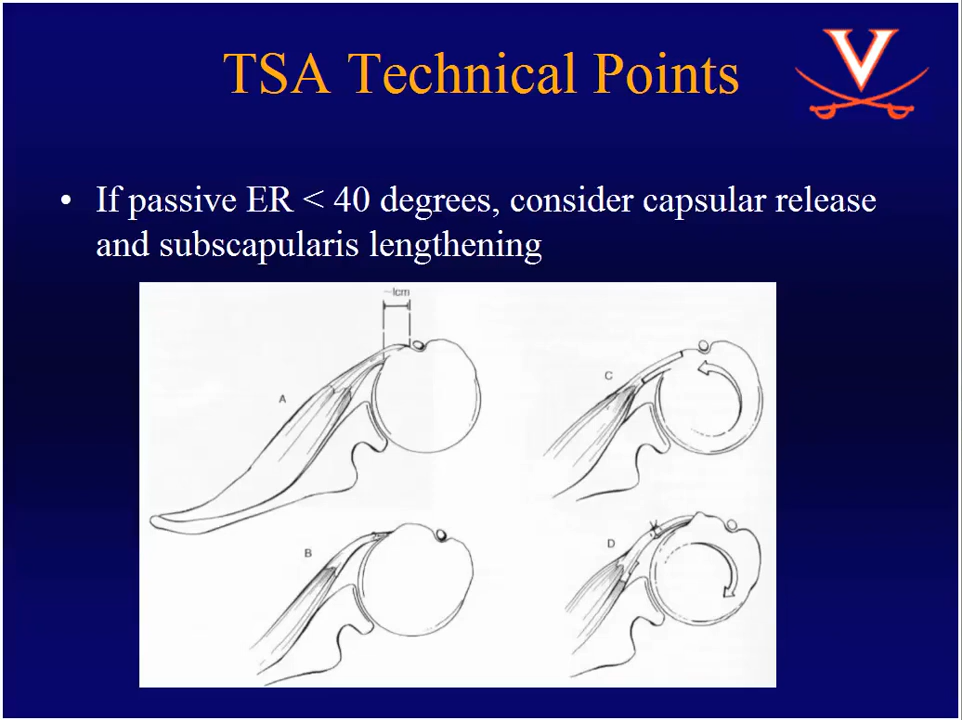 TSA Technical Points
V
• If passive ER < 40 degrees, consider capsular release
and subscapularis lengthening
~1cm
A
C
B
D